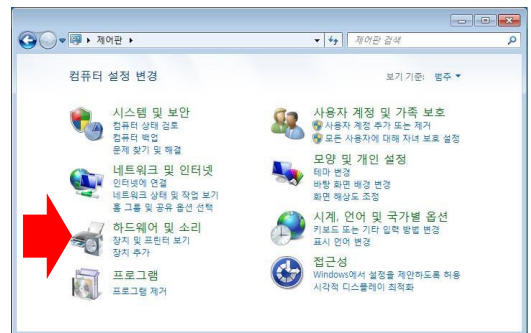 제어판
제어판 검색
컴퓨터 설정 변경
보기 기준: 범주
시스템 및 보안
컴퓨터 상태 검토
컴퓨터 백업
문제 찾기 및 해결
네트워크 및 인터넷
인터넷에 연결
네트워크 상태 및 작업 보기
홈 그룹 및 공유 옵션 선택
하드웨어 및 소리
장치 및 프린터 보기
장치 추가
프로그램
프로그램 제거
사용자 계정 및 가족 보호
사용자 계정 추가 또는 제거
모든 사용자에 대해 자녀 보호 설정
모양 및 개인 설정
테마 변경
바탕 화면 배경 변경
화면 해상도 조정
시계, 언어 및 국가별 옵션
키보드 또는 기타 입력 방법 변경
표시 언어 변경
접근성
Windows에서 설정을 제안하도록 허용
시각적 디스플레이 최적화